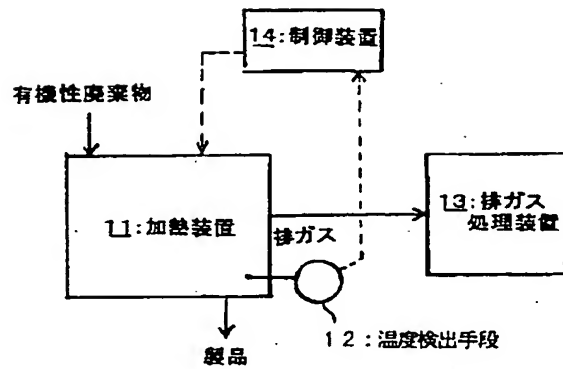 14:制御装置
有機性廃棄物
11:加熱装置
排ガス
13:排ガス
処理装置
12:温度検出手段
製品